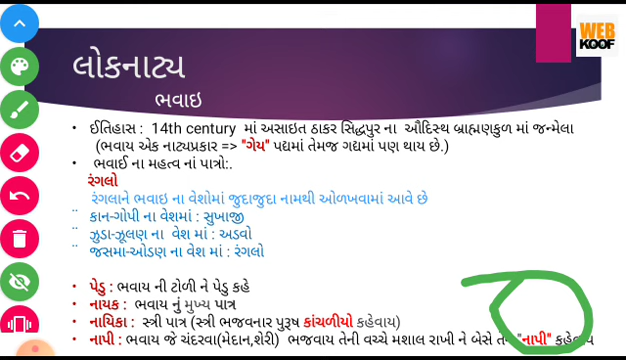 WEB
KOOF
લોકનાટ્ય
ભવાઇ
• ઈતિહાસ : 14th century માં અસાઇત ઠાકર સિદ્ધપુર ના ઔદિસ્થ બ્રાહ્મણકુળ માં જન્મેલા
(ભવાય એક નાટ્યપ્રકાર => "ગેય" પદ્યમાં તેમજ ગદ્યમાં પણ થાય છે.)
• ભવાઈ ના મહત્વ નાં પાત્રો:.
રંગલો
રંગલાને ભવાઇ ના વેશોમાં જુદાજુદા નામથી ઓળખવામાં આવે છે
¨ કાન-ગોપી ના વેશમાં : સુખાજી
¨ ઝુડા-ઝૂલણ ના વેશ માં : અડવો
¨ જસમા-ઓડણ ના વેશ માં : રંગલો
• પેડુ : ભવાય ની ટોળી ને પેડુ કહે
• નાયક : ભવાય નું મુખ્ય પાત્ર
• નાયિકા : સ્ત્રી પાત્ર (સ્ત્રી ભજવનાર પુરૂષ કાંચળીયો કહેવાય)
• નાપી : ભવાય જે ચંદરવા(મેદાન,શેરી) ભજવાય તેની વચ્ચે મશાલ રાખી ને બેસે તેને "નાપી" કહેવાય